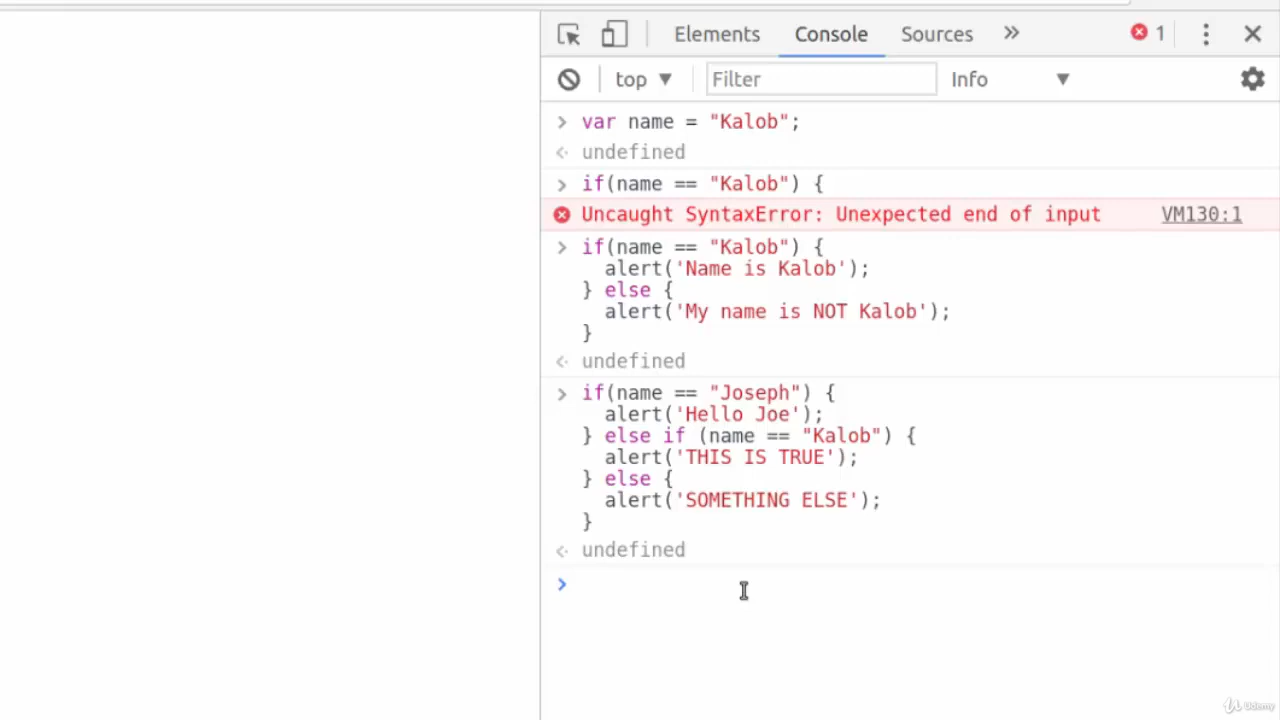 Elements Console Sources 1
top Filter Info
var name = "Kalob";
undefined
if(name == "Kalob") {
Uncaught SyntaxError: Unexpected end of input VM130:1
if(name == "Kalob") {
alert('Name is Kalob');
} else {
alert('My name is NOT Kalob');
}
undefined
if(name == "Joseph") {
alert('Hello Joe');
} else if (name == "Kalob") {
alert('THIS IS TRUE');
} else {
alert('SOMETHING ELSE');
}
undefined
Udemy